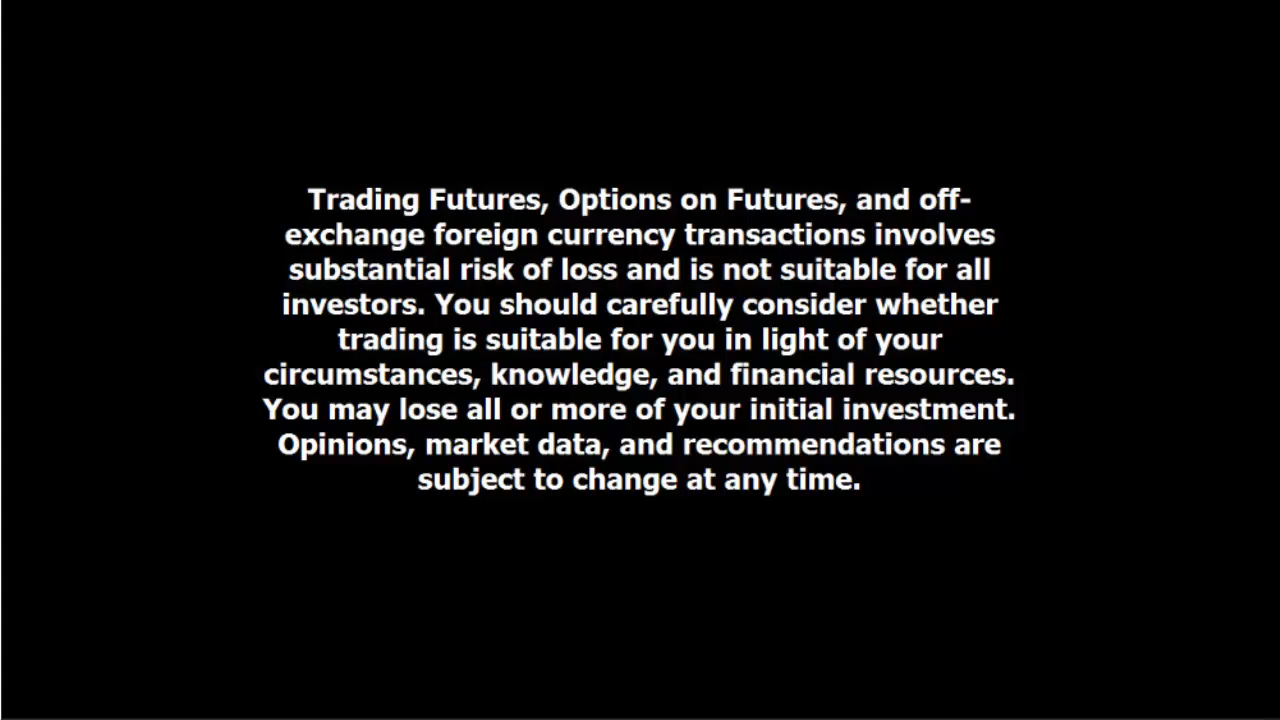 Trading Futures, Options on Futures, and off-
exchange foreign currency transactions involves
substantial risk of loss and is not suitable for all
investors. You should carefully consider whether
trading is suitable for you in light of your
circumstances, knowledge, and financial resources.
You may lose all or more of your initial investment.
Opinions, market data, and recommendations are
subject to change at any time.